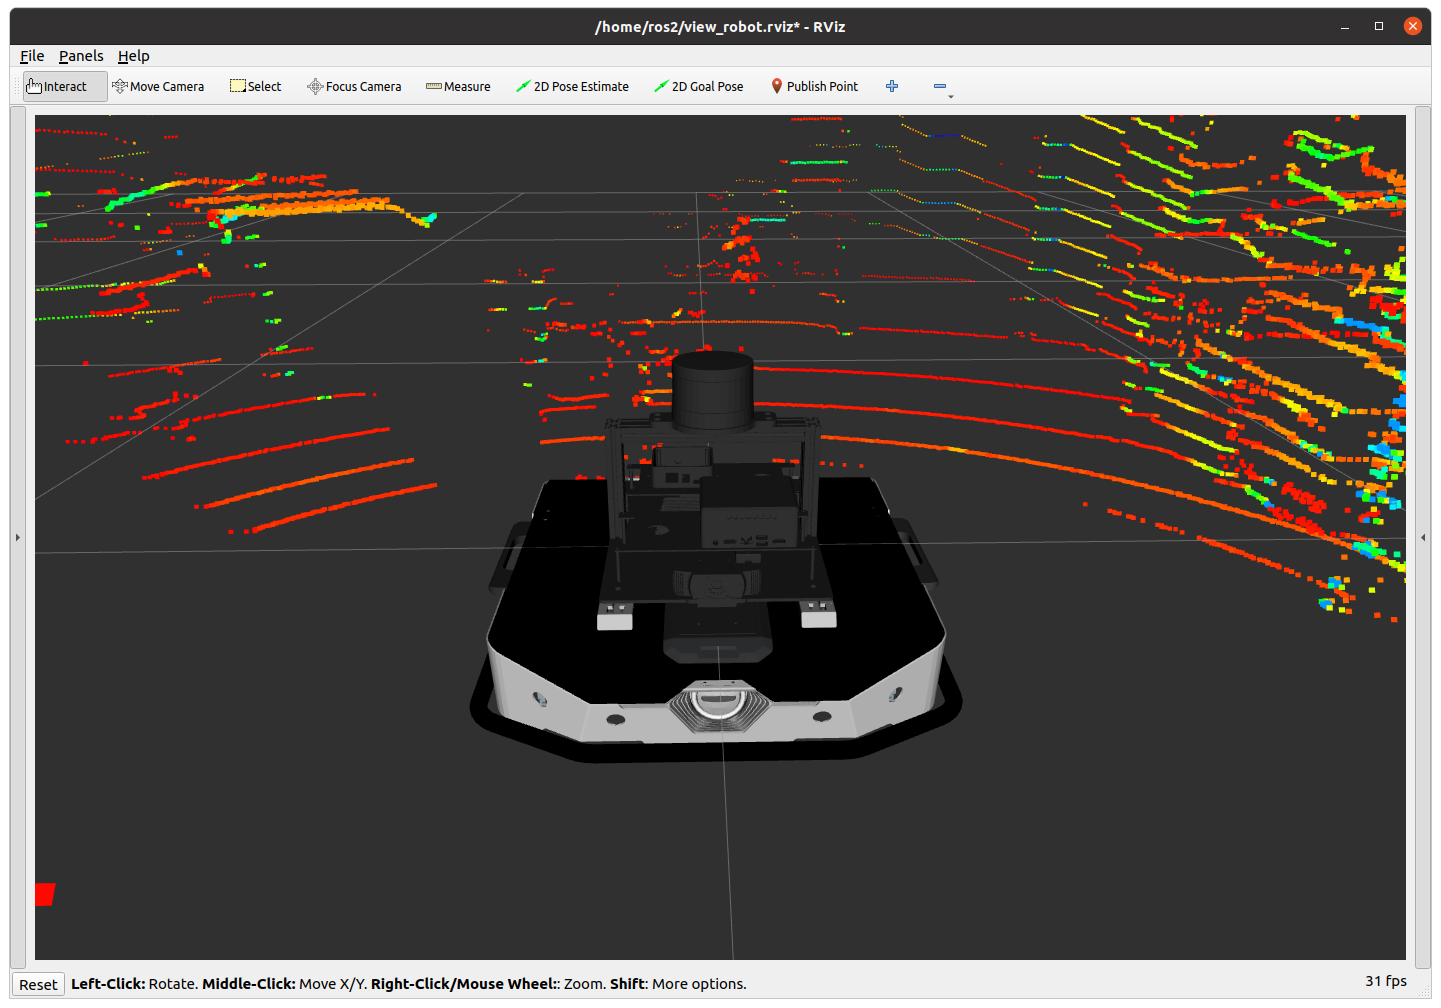 /home/ros2/view_robot.rviz* - RViz
File Panels Help
Interact Move Camera Select Focus Camera Measure 2D Pose Estimate 2D Goal Pose Publish Point
Reset Left-Click: Rotate. Middle-Click: Move X/Y. Right-Click/Mouse Wheel:: Zoom. Shift: More options. 31 fps